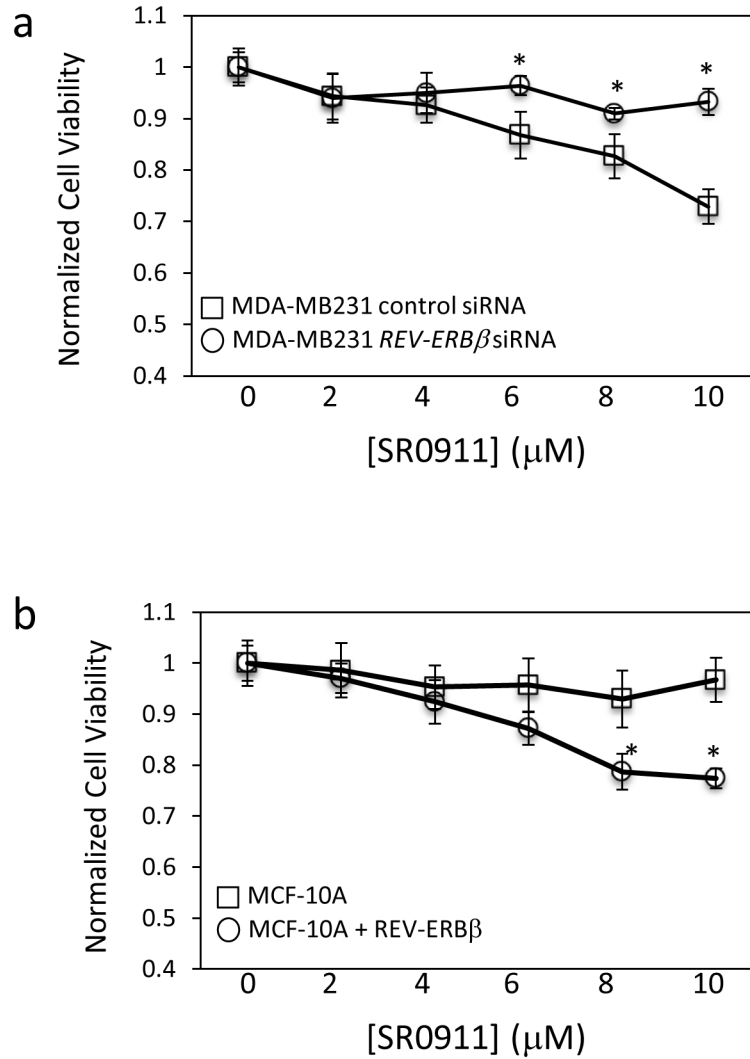 a
Normalized Cell Viability
1.1
1
0.9
0.8
0.7
0.6
0.5
0.4
* * *
MDA-MB231 control siRNA
MDA-MB231 REV-ERBβ siRNA
0 2 4 6 8 10
[SR0911] (μM)
b
Normalized Cell Viability
1.1
1
0.9
0.8
0.7
0.6
0.5
0.4
* *
MCF-10A
MCF-10A + REV-ERBβ
0 2 4 6 8 10
[SR0911] (μM)